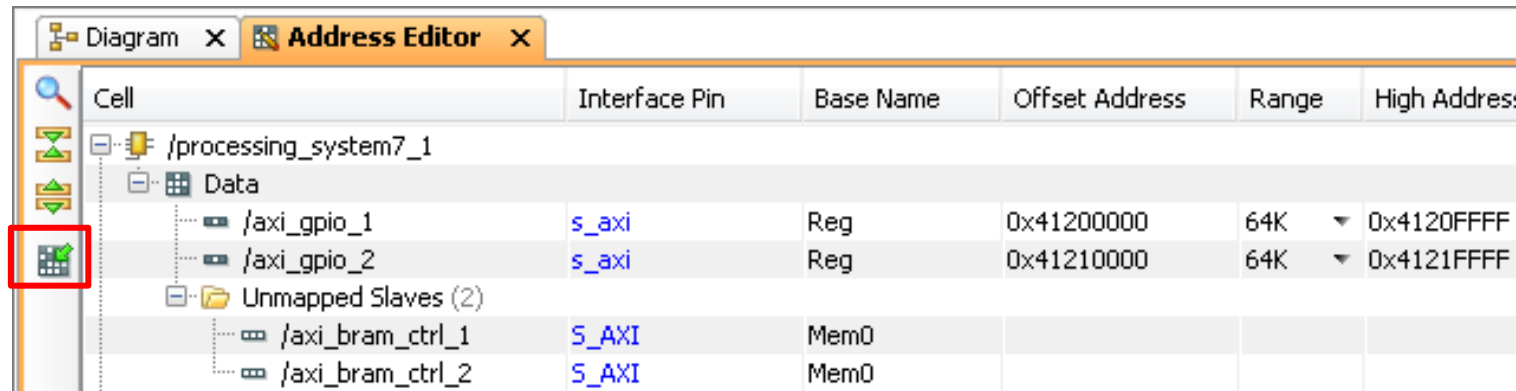 Diagram X Address Editor X
Cell Interface Pin Base Name Offset Address Range High Address
/processing_system7_1
Data
/axi_gpio_1 s_axi Reg 0x41200000 64K 0x4120FFFF
/axi_gpio_2 s_axi Reg 0x41210000 64K 0x4121FFFF
Unmapped Slaves (2)
/axi_bram_ctrl_1 S_AXI Mem0
/axi_bram_ctrl_2 S_AXI Mem0